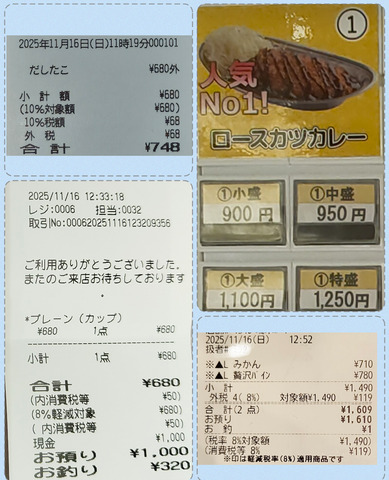 2025年11月16日(日)11時19分000101
だしたこ ¥680外
小計額 ¥680
(10%対象額 ¥680)
10%税額 ¥68
外税 ¥68
合計 ¥748
①
人気
No1!
ロースカツカレー
①小盛
900円
①中盛
950円
①大盛
1,100円
①特盛
1,250円
2025/11/16 12:33:18
レジ:0006 担当:0032
取引No:000620251116123209356
ご利用ありがとうございました。
またのご来店お待ちしております
*プレーン(カップ)
¥680 1点 ¥680
小計 1点 ¥680
合計 ¥680
(内消費税等 ¥50)
(8%軽減対象 ¥680)
(内消費税等 ¥50)
現金 ¥1,000
お預り ¥1,000
お釣り ¥320
2025/11/16(日) 12:52
扱者#
※▲L みかん ¥710
※▲L 贅沢パイン ¥780
小計 ¥1,490
外税4(8%) 対象額¥1,490 ¥119
合計(2点) ¥1,609
お預り ¥1,610
お釣り ¥1
(税率 8%対象額 ¥1,490)
(消費税等 8% ¥119)
※印は軽減税率(8%)適用商品です